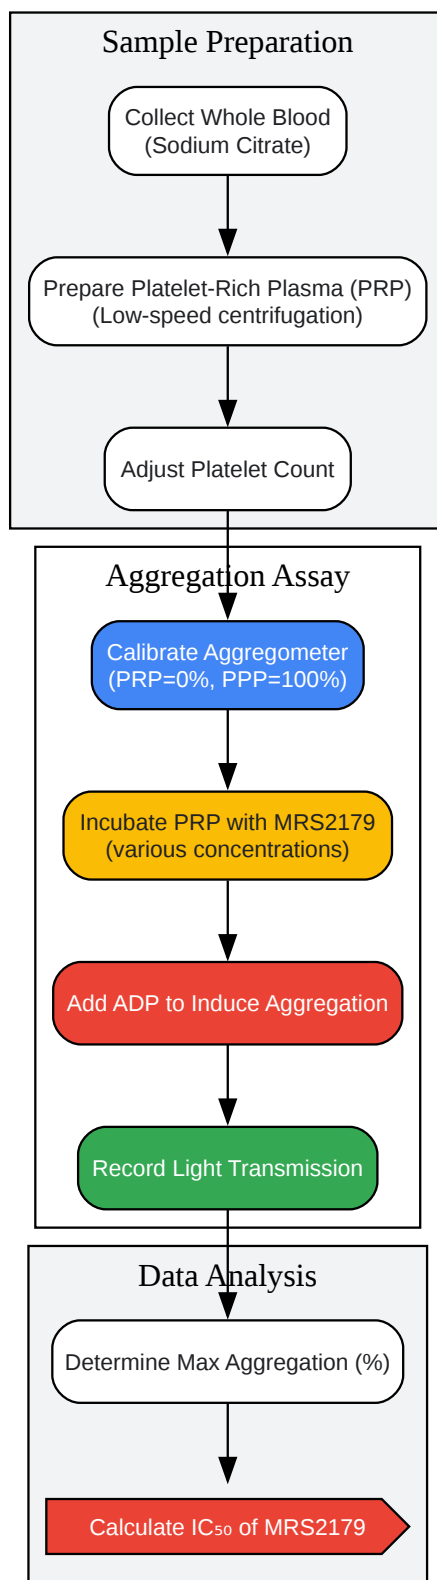 Sample Preparation
Collect Whole Blood
(Sodium Citrate)
Prepare Platelet-Rich Plasma (PRP)
(Low-speed centrifugation)
Adjust Platelet Count
Aggregation Assay
Calibrate Aggregometer
(PRP=0%, PPP=100%)
Incubate PRP with MRS2179
(various concentrations)
Add ADP to Induce Aggregation
Record Light Transmission
Data Analysis
Determine Max Aggregation (%)
Calculate IC₅₀ of MRS2179